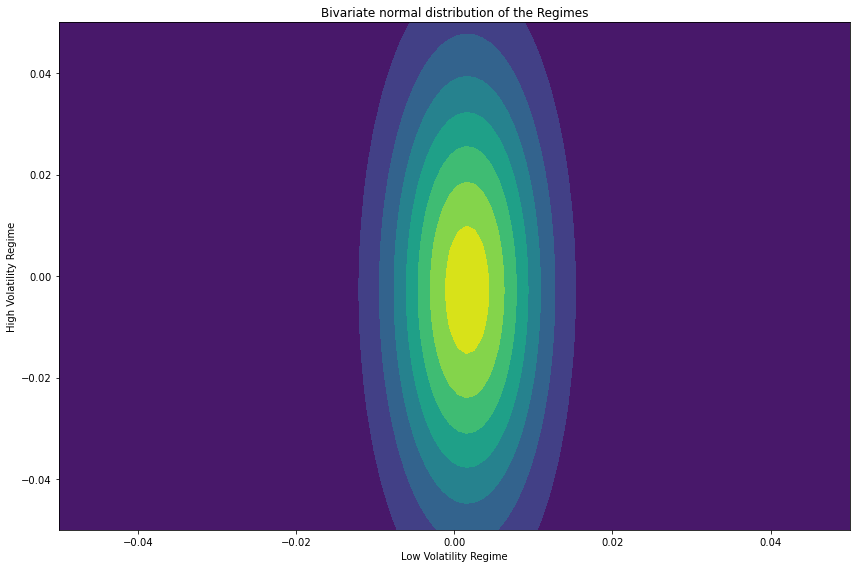 Bivariate normal distribution of the Regimes
0.04
0.02
0.00
−0.02
−0.04
High Volatility Regime
−0.04 −0.02 0.00 0.02 0.04
Low Volatility Regime